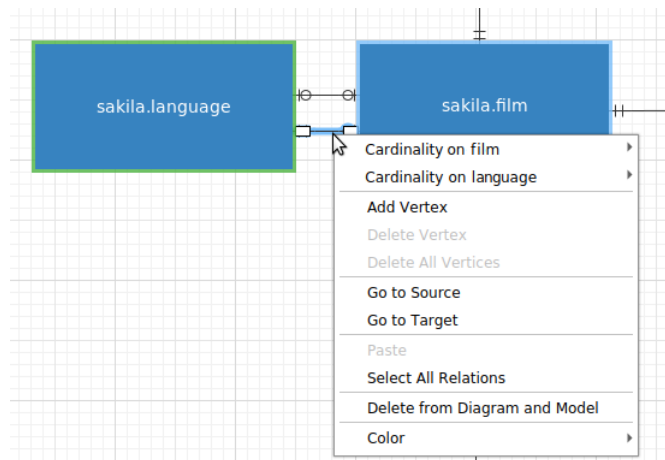 sakila.language
sakila.film
Cardinality on film
Cardinality on language
Add Vertex
Delete Vertex
Delete All Vertices
Go to Source
Go to Target
Paste
Select All Relations
Delete from Diagram and Model
Color